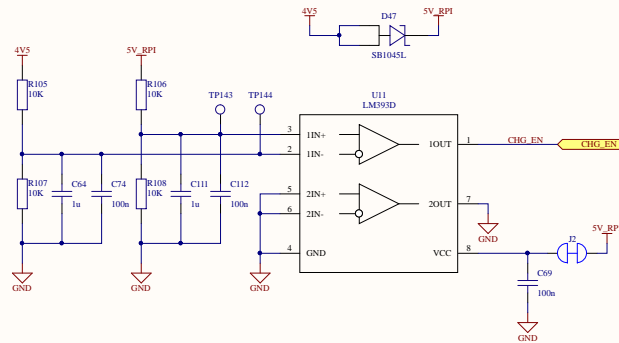 D47
4V5
5V_RPI
SB1045L
4V5
5V_RPI
R105
10K
R106
10K
TP143
TP144
U11
LM393D
3
1IN+
1OUT
1
CHG_EN
CHG_EN
2
1IN-
R107
10K
C64
1u
C74
100n
R108
10K
C111
1u
C112
100n
5
2IN+
6
2IN-
2OUT
7
GND
4
GND
VCC
8
J2
5V_RP
C69
100n
GND
GND
GND
GND